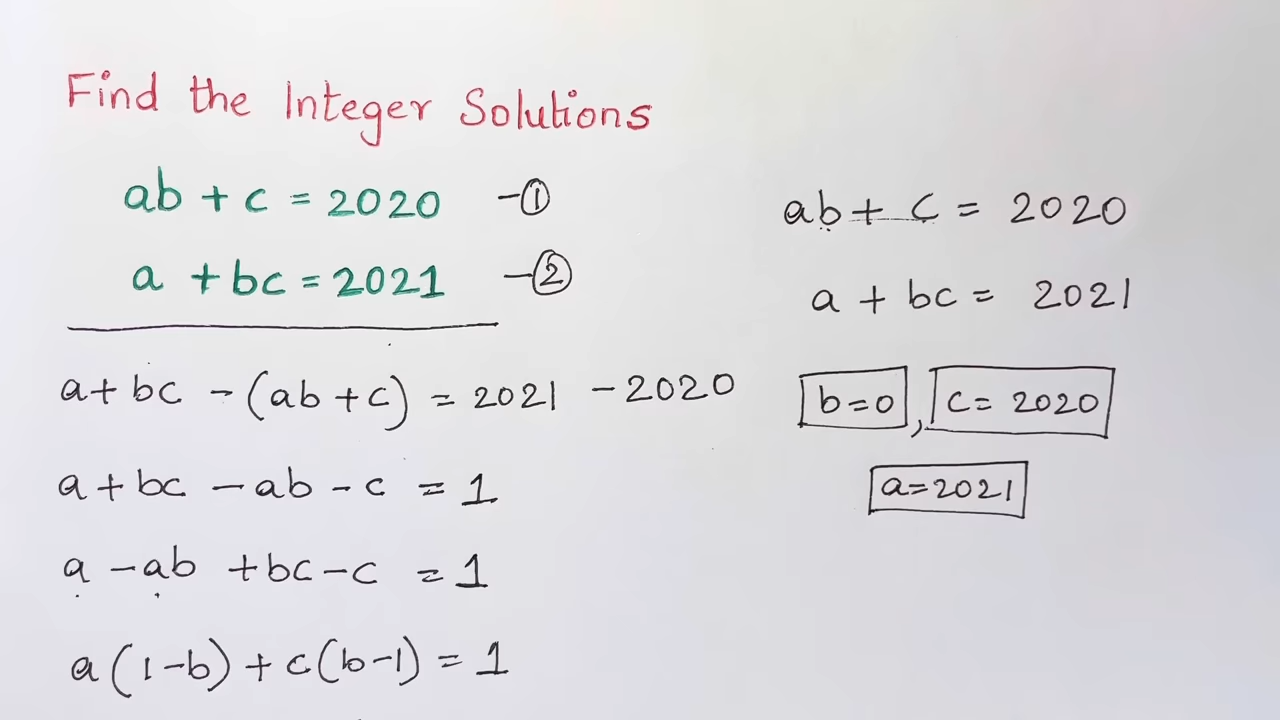 Find the Integer Solutions
ab + c = 2020 -①
a + bc = 2021 -②
a + bc - (ab + c) = 2021 - 2020
a + bc - ab - c = 1
a - ab + bc - c = 1
a(1-b) + c(b-1) = 1
ab + c = 2020
a + bc = 2021
b=0, c= 2020
a=2021